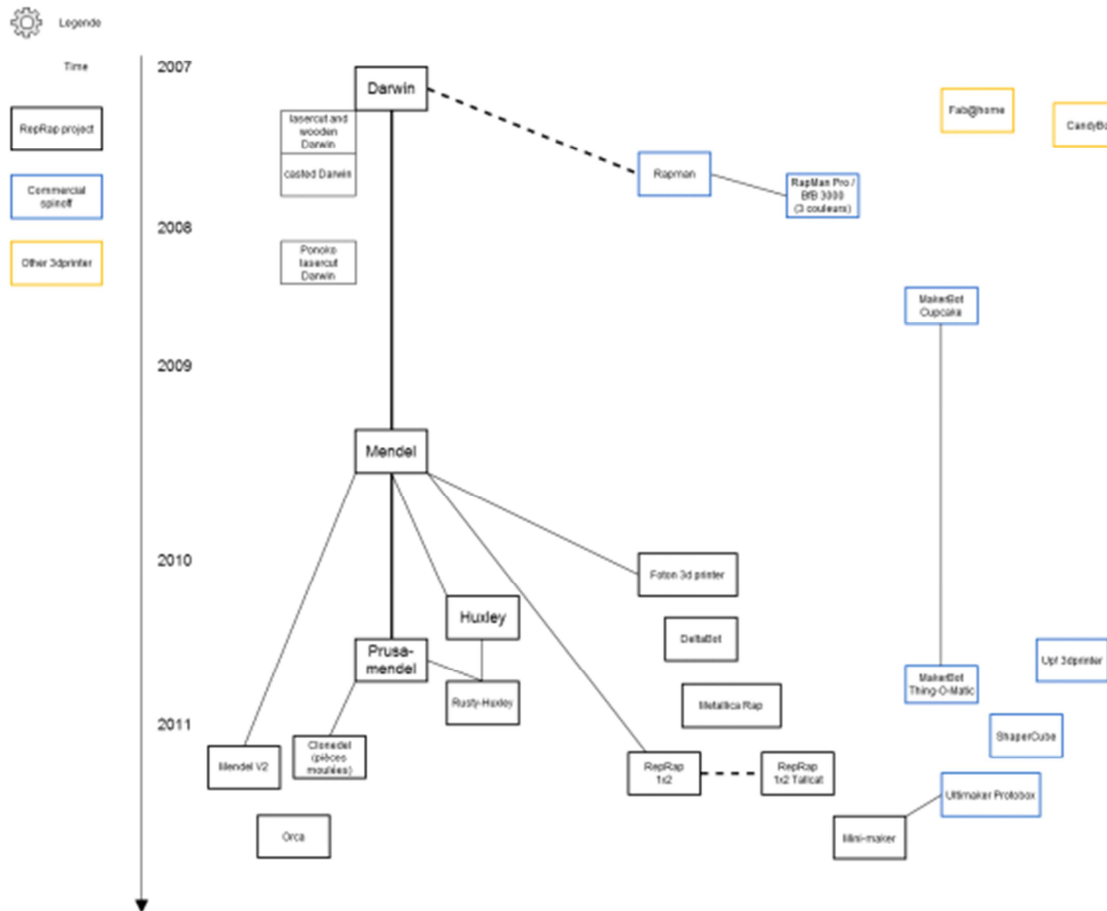 Legende
Time
2007
Darwin
Fab@home
CandyBo
RepRap project
lasercut and
wooden
Darwin
casted Darwin
Rapman
RapMan Pro /
BfB 3000
(3 couleurs)
Commercial
spinoff
2008
Other 3dprinter
Ponoko
lasercut
Darwin
MakerBot
Cupcake
2009
Mendel
2010
Foton 3d printer
Huxley
DeltaBot
Prusa-
mendel
Up! 3dprinter
MakerBot
Thing-O-Matic
Rusty-Huxley
Metallica Rap
2011
ShaperCube
Mendel V2
Clonedel
(pièces
moulées)
RepRap
1x2
RepRap
1x2 Tallcat
Ultimaker Protobox
Orca
Mini-maker